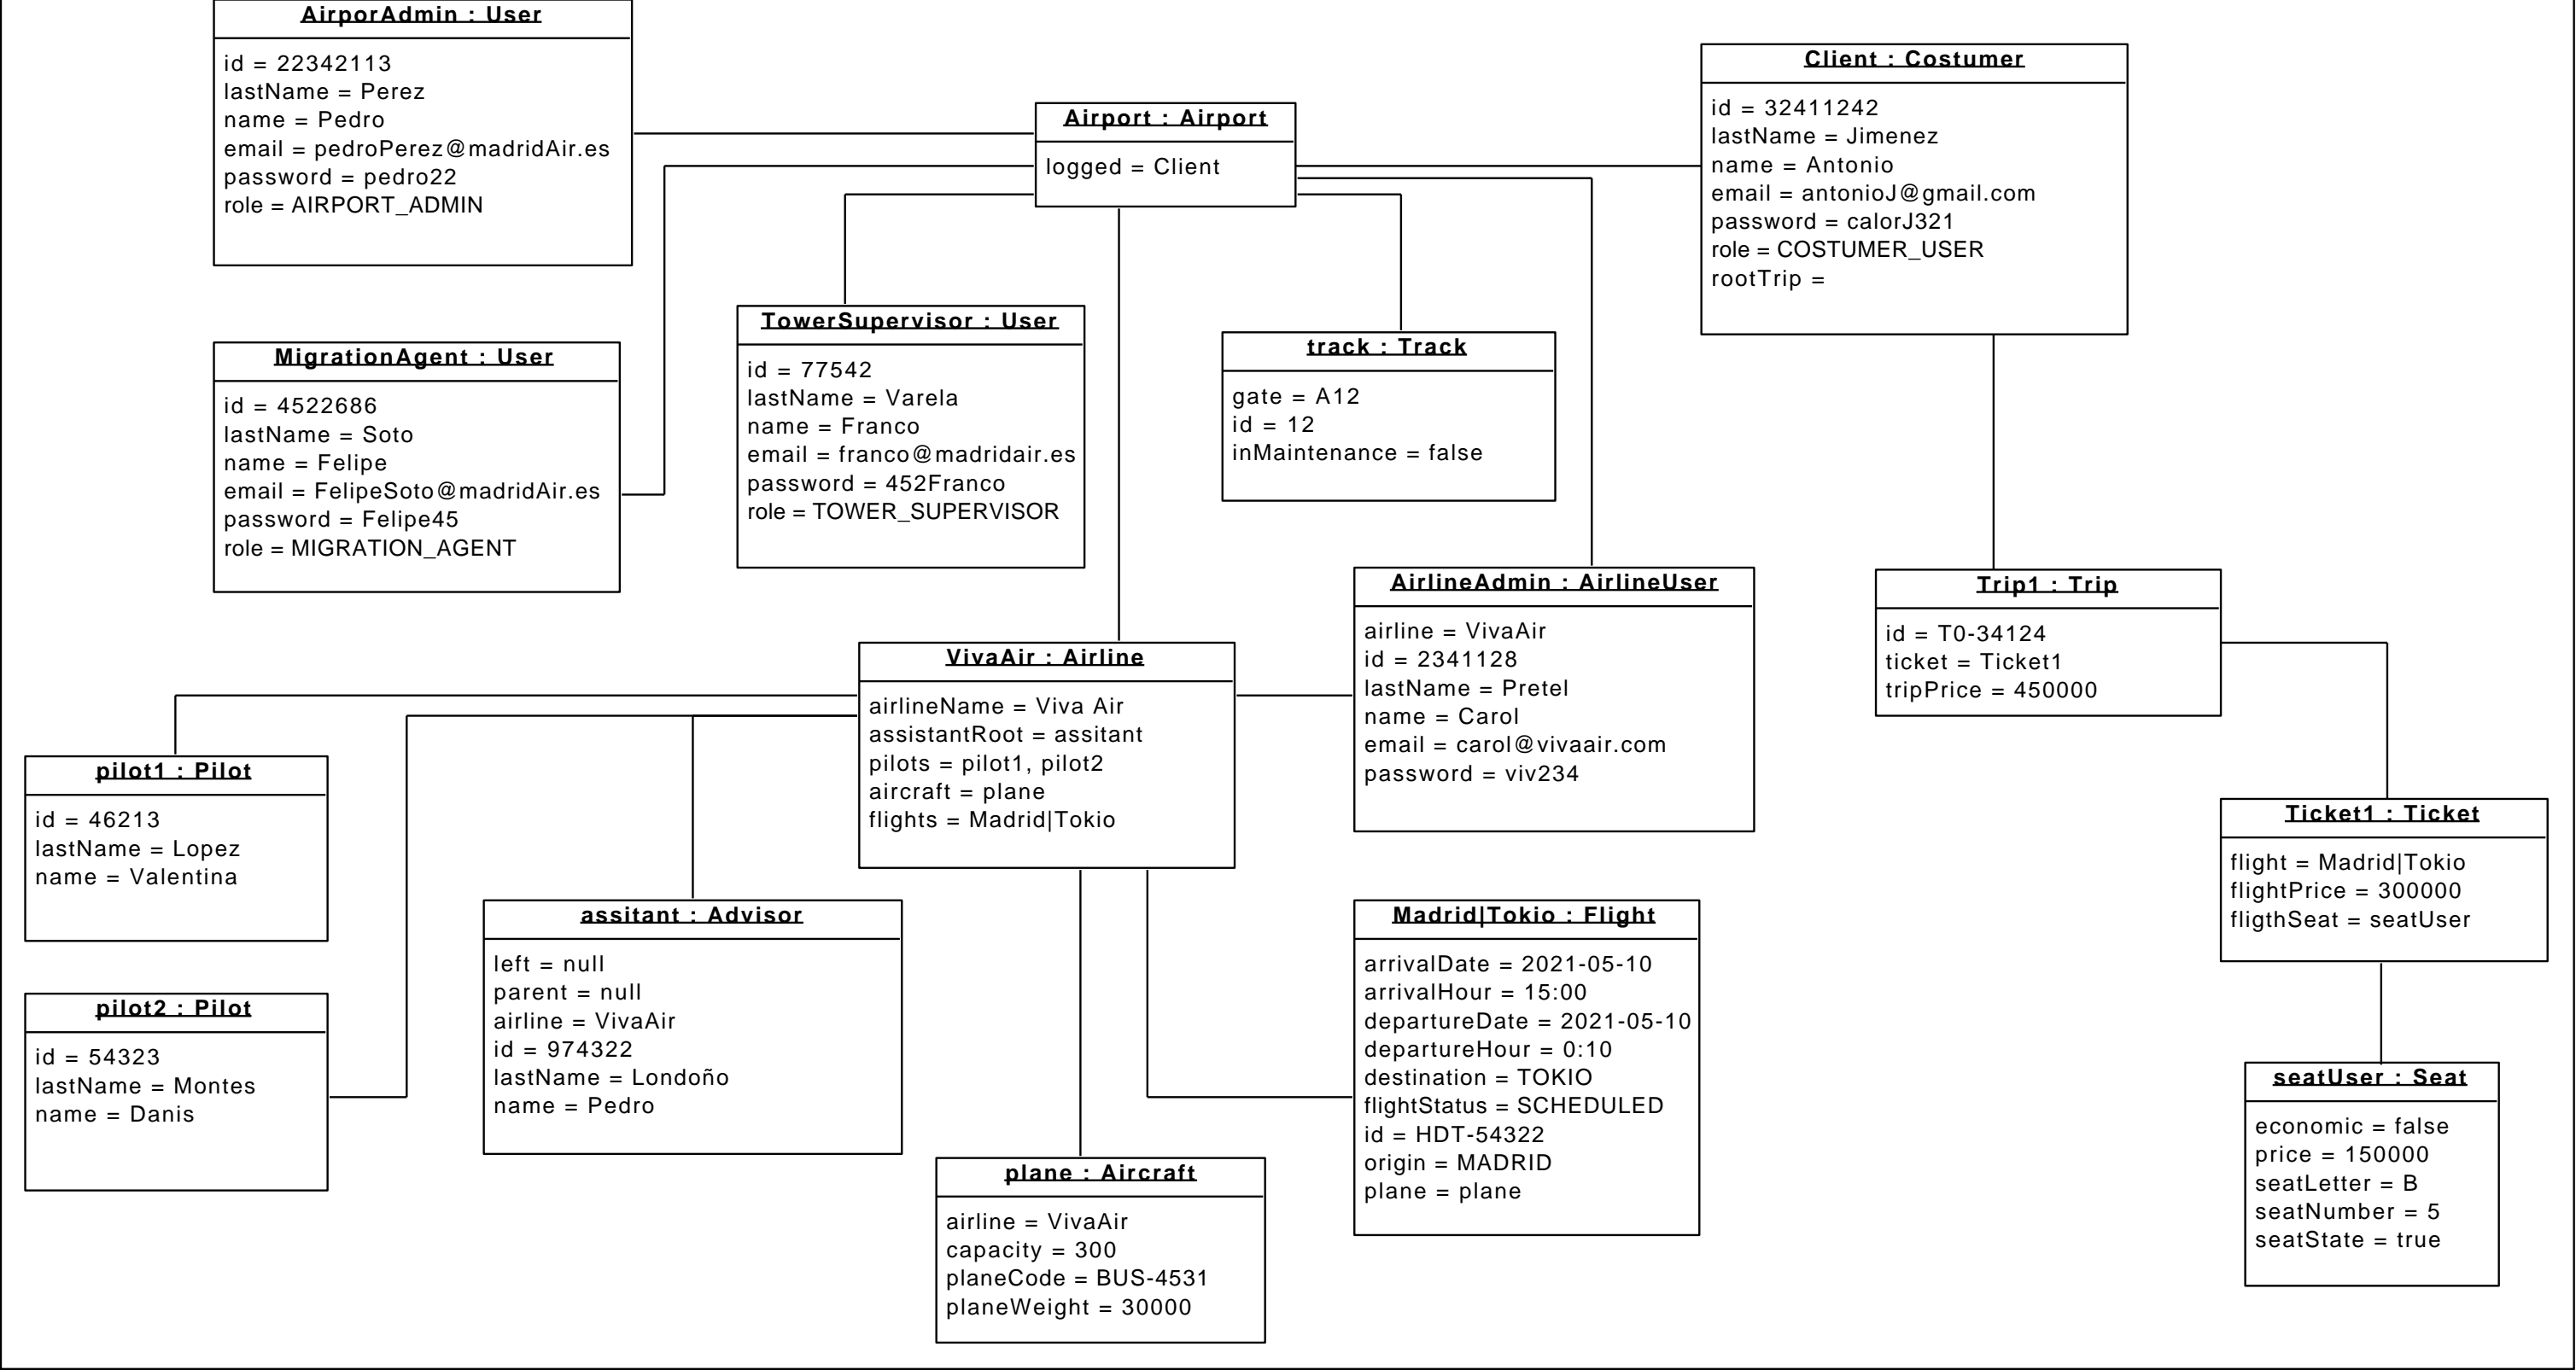 AirporAdmin : User
id = 22342113
lastName = Perez
name = Pedro
email = pedroPerez@madridAir.es
password = pedro22
role = AIRPORT_ADMIN
Airport : Airport
logged = Client
Client : Costumer
id = 32411242
lastName = Jimenez
name = Antonio
email = antonioJ@gmail.com
password = calorJ321
role = COSTUMER_USER
rootTrip =
MigrationAgent : User
id = 4522686
lastName = Soto
name = Felipe
email = FelipeSoto@madridAir.es
password = Felipe45
role = MIGRATION_AGENT
TowerSupervisor : User
id = 77542
lastName = Varela
name = Franco
email = franco@madridair.es
password = 452Franco
role = TOWER_SUPERVISOR
track : Track
gate = A12
id = 12
inMaintenance = false
VivaAir : Airline
airlineName = Viva Air
assistantRoot = assitant
pilots = pilot1, pilot2
aircraft = plane
flights = Madrid|Tokio
AirlineAdmin : AirlineUser
airline = VivaAir
id = 2341128
lastName = Pretel
name = Carol
email = carol@vivaair.com
password = viv234
Trip1 : Trip
id = T0-34124
ticket = Ticket1
tripPrice = 450000
pilot1 : Pilot
id = 46213
lastName = Lopez
name = Valentina
pilot2 : Pilot
id = 54323
lastName = Montes
name = Danis
assitant : Advisor
left = null
parent = null
airline = VivaAir
id = 974322
lastName = Londoño
name = Pedro
plane : Aircraft
airline = VivaAir
capacity = 300
planeCode = BUS-4531
planeWeight = 30000
Madrid|Tokio : Flight
arrivalDate = 2021-05-10
arrivalHour = 15:00
departureDate = 2021-05-10
departureHour = 0:10
destination = TOKIO
flightStatus = SCHEDULED
id = HDT-54322
origin = MADRID
plane = plane
Ticket1 : Ticket
flight = Madrid|Tokio
flightPrice = 300000
fligthSeat = seatUser
seatUser : Seat
economic = false
price = 150000
seatLetter = B
seatNumber = 5
seatState = true